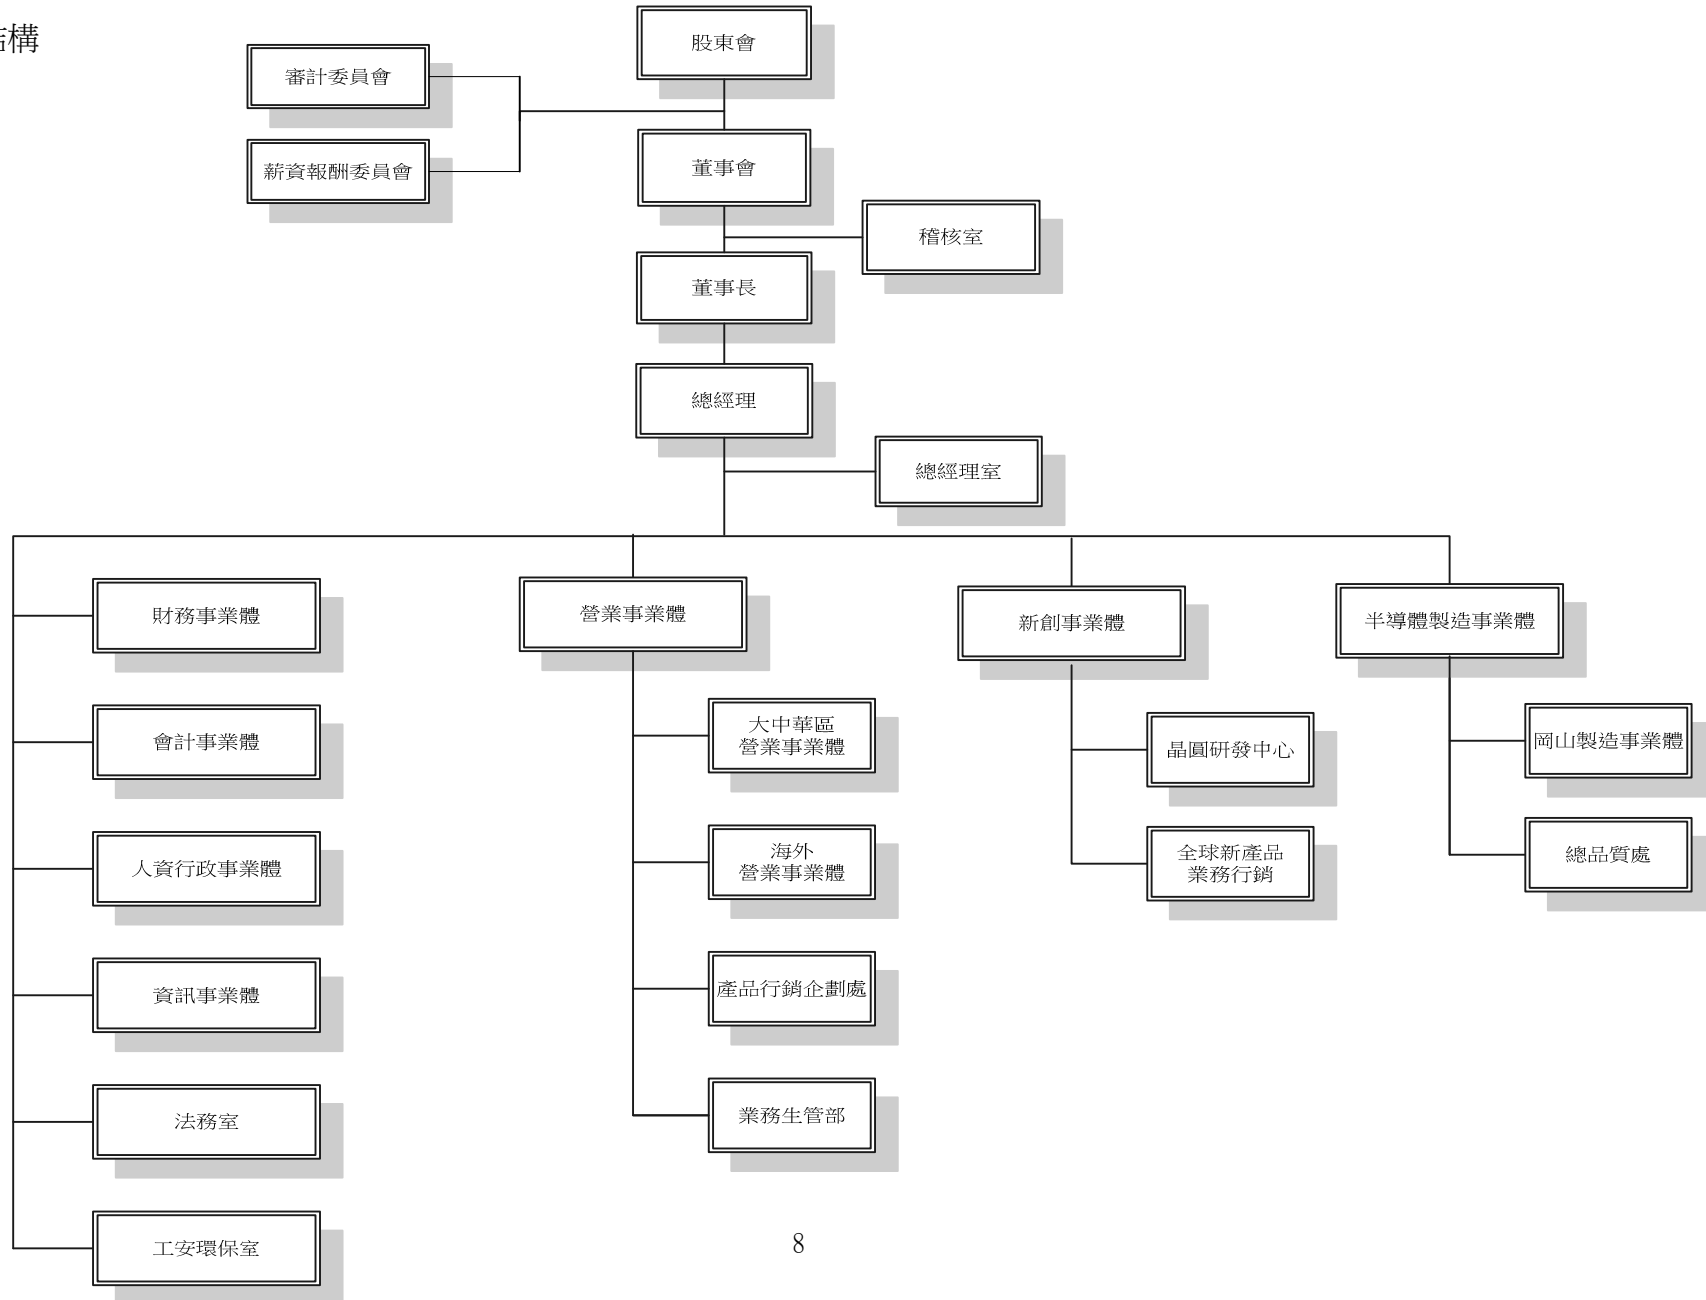 結構
股東會
審計委員會
薪資報酬委員會
董事會
稽核室
董事長
總經理
總經理室
財務事業體
會計事業體
人資行政事業體
資訊事業體
法務室
工安環保室
營業事業體
大中華區
營業事業體
海外
營業事業體
產品行銷企劃處
業務生管部
新創事業體
晶圓研發中心
全球新產品
業務行銷
半導體製造事業體
岡山製造事業體
總品質處
8